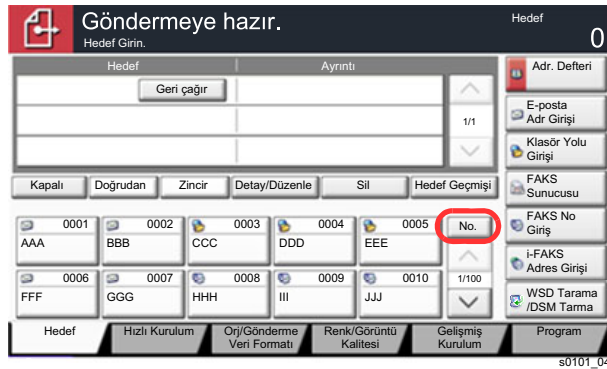 Göndermeye hazır.
Hedef Girin.
Hedef
0
Hedef Ayrıntı
Geri çağır
1/1
Adr. Defteri
E-posta
Adr Girişi
Klasör Yolu
Girişi
FAKS
Sunucusu
FAKS No
Giriş
i-FAKS
Adres Girişi
WSD Tarama
/DSM Tarma
Kapalı Doğrudan Zincir Detay/Düzenle Sil Hedef Geçmişi
0001 0002 0003 0004 0005 No.
AAA BBB CCC DDD EEE
0006 0007 0008 0009 0010 1/100
FFF GGG HHH III JJJ
Hedef Hızlı Kurulum Orj/Gönderme
Veri Formatı Renk/Görüntü
Kalitesi Gelişmiş
Kurulum Program
s0101_04